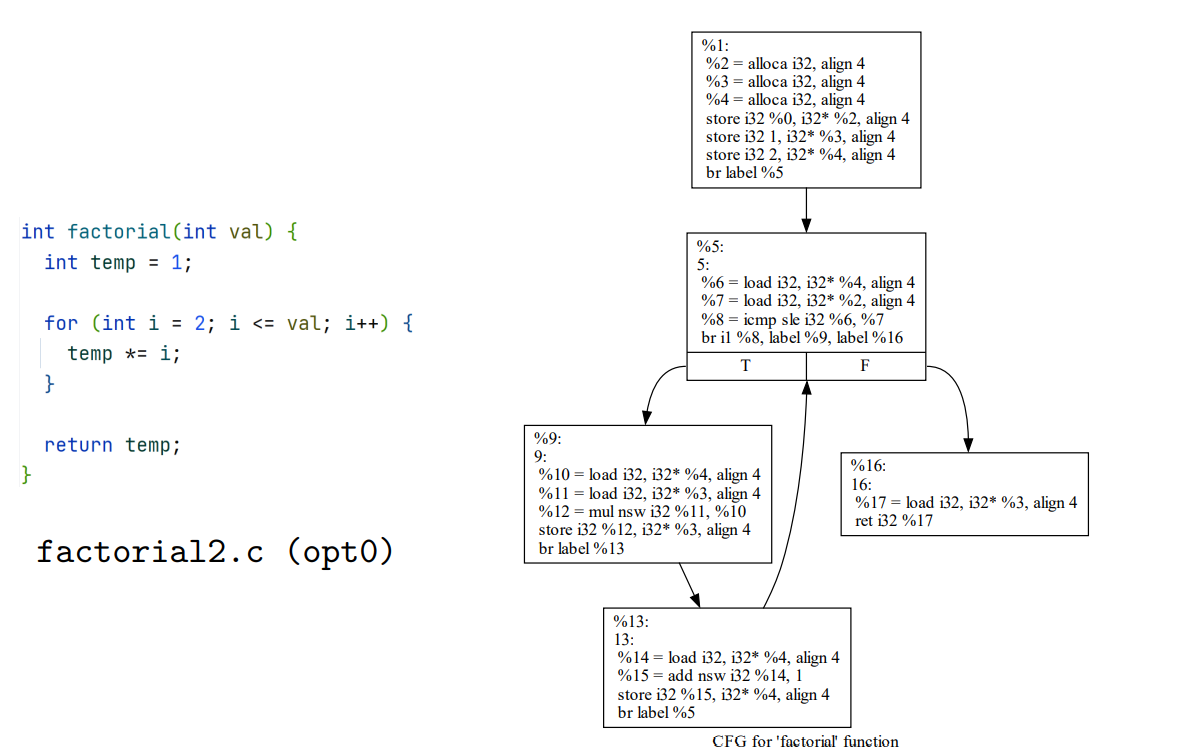 int factorial(int val) {
int temp = 1;
for (int i = 2; i <= val; i++) {
temp *= i;
}
return temp;
}
factorial2.c (opt0)
%1:
%2 = alloca i32, align 4
%3 = alloca i32, align 4
%4 = alloca i32, align 4
store i32 %0, i32* %2, align 4
store i32 1, i32* %3, align 4
store i32 2, i32* %4, align 4
br label %5
%5:
5:
%6 = load i32, i32* %4, align 4
%7 = load i32, i32* %2, align 4
%8 = icmp sle i32 %6, %7
br i1 %8, label %9, label %16
T F
%9:
9:
%10 = load i32, i32* %4, align 4
%11 = load i32, i32* %3, align 4
%12 = mul nsw i32 %11, %10
store i32 %12, i32* %3, align 4
br label %13
%16:
16:
%17 = load i32, i32* %3, align 4
ret i32 %17
%13:
13:
%14 = load i32, i32* %4, align 4
%15 = add nsw i32 %14, 1
store i32 %15, i32* %4, align 4
br label %5
CFG for 'factorial' function